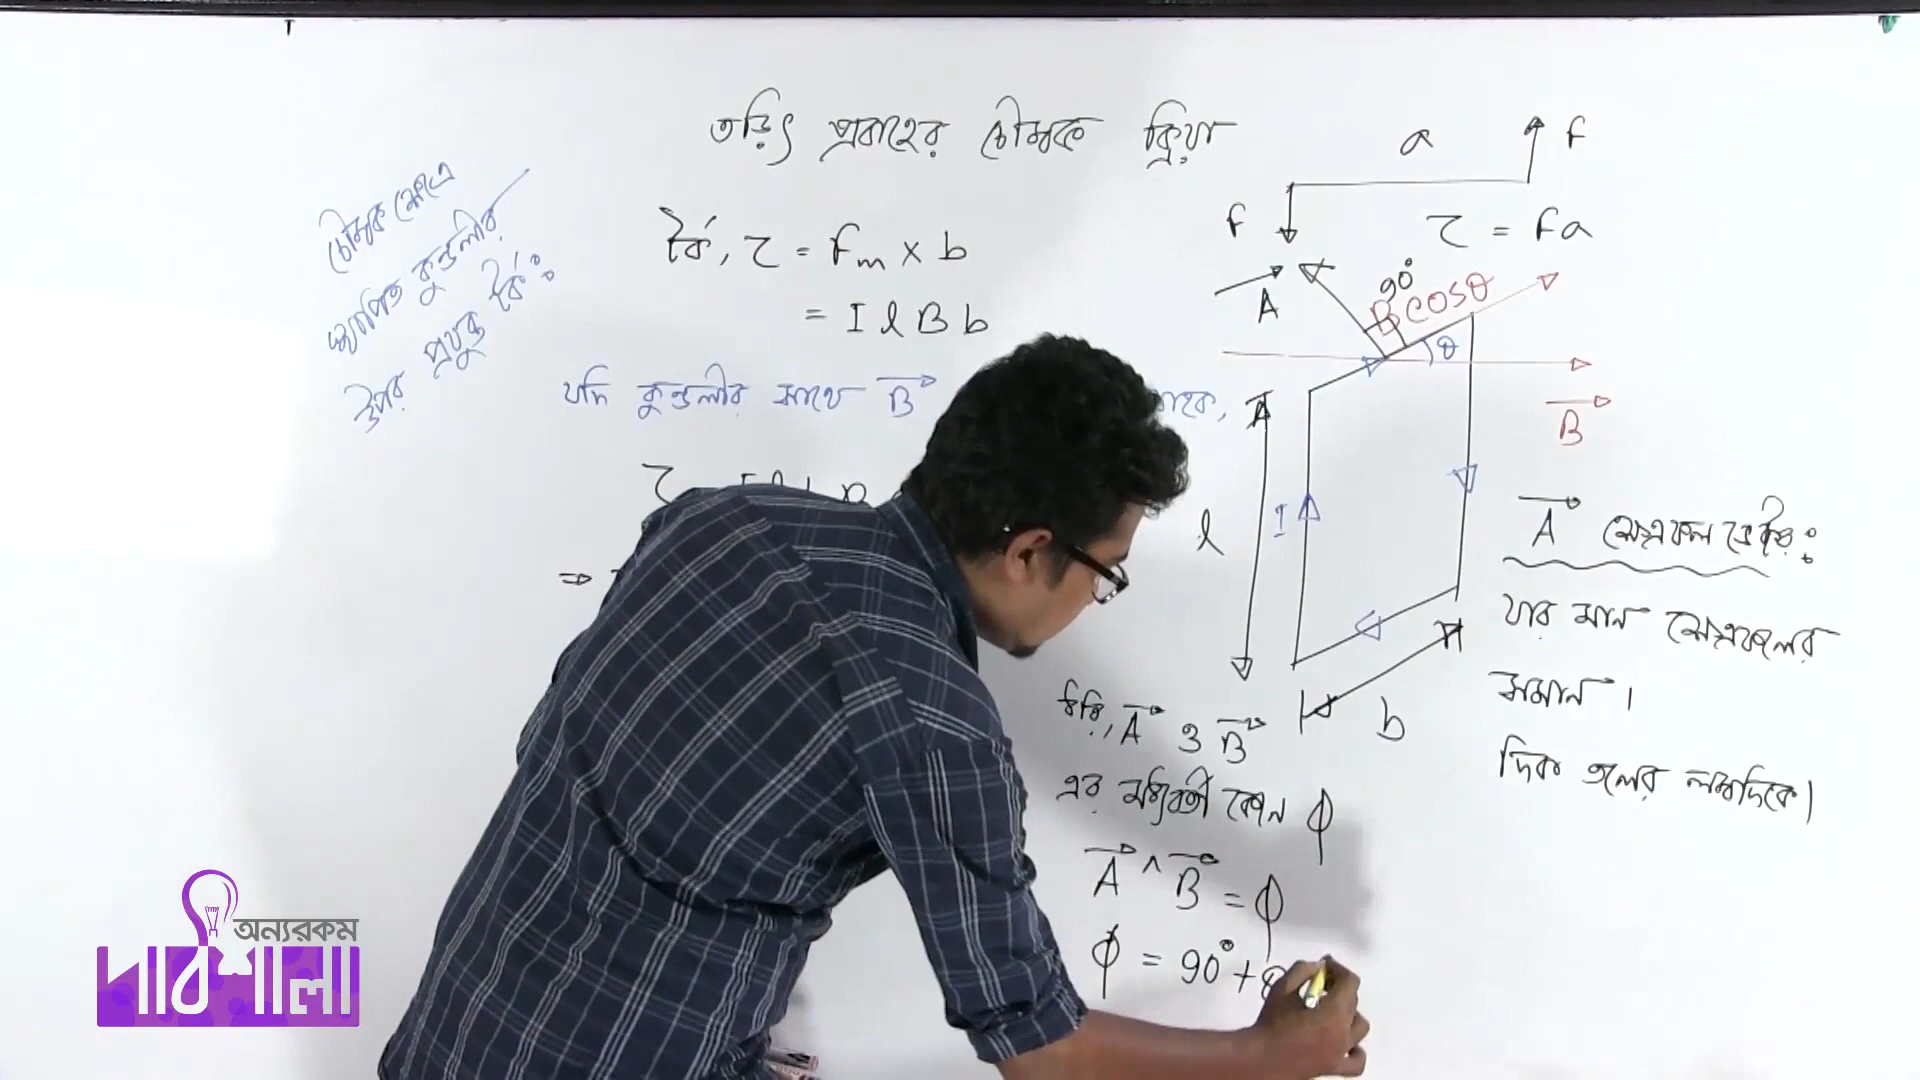 তড়িৎ প্রবাহের চৌম্বক ক্রিয়া
চৌম্বক ক্ষেত্রে
স্থাপিত কুন্ডলীর
উপর প্রযুক্ত টর্ক:
টর্ক, τ = Fm × b
= I l B b
যদি কুন্ডলীর সাথে B থাকে,
τ
⇒
a
F
F
τ = Fa
A
90°
B cosθ
θ
B
l
I
b
A ক্ষেত্রফল ভেক্টর:
যার মান ক্ষেত্রফলের
সমান ।
দিক তলের লম্বদিকে।
ধরি, A ও B
এর মধ্যবর্তী কোন ϕ
A ^ B = ϕ
ϕ = 90° + θ
অন্যরকম
পাঠশালা